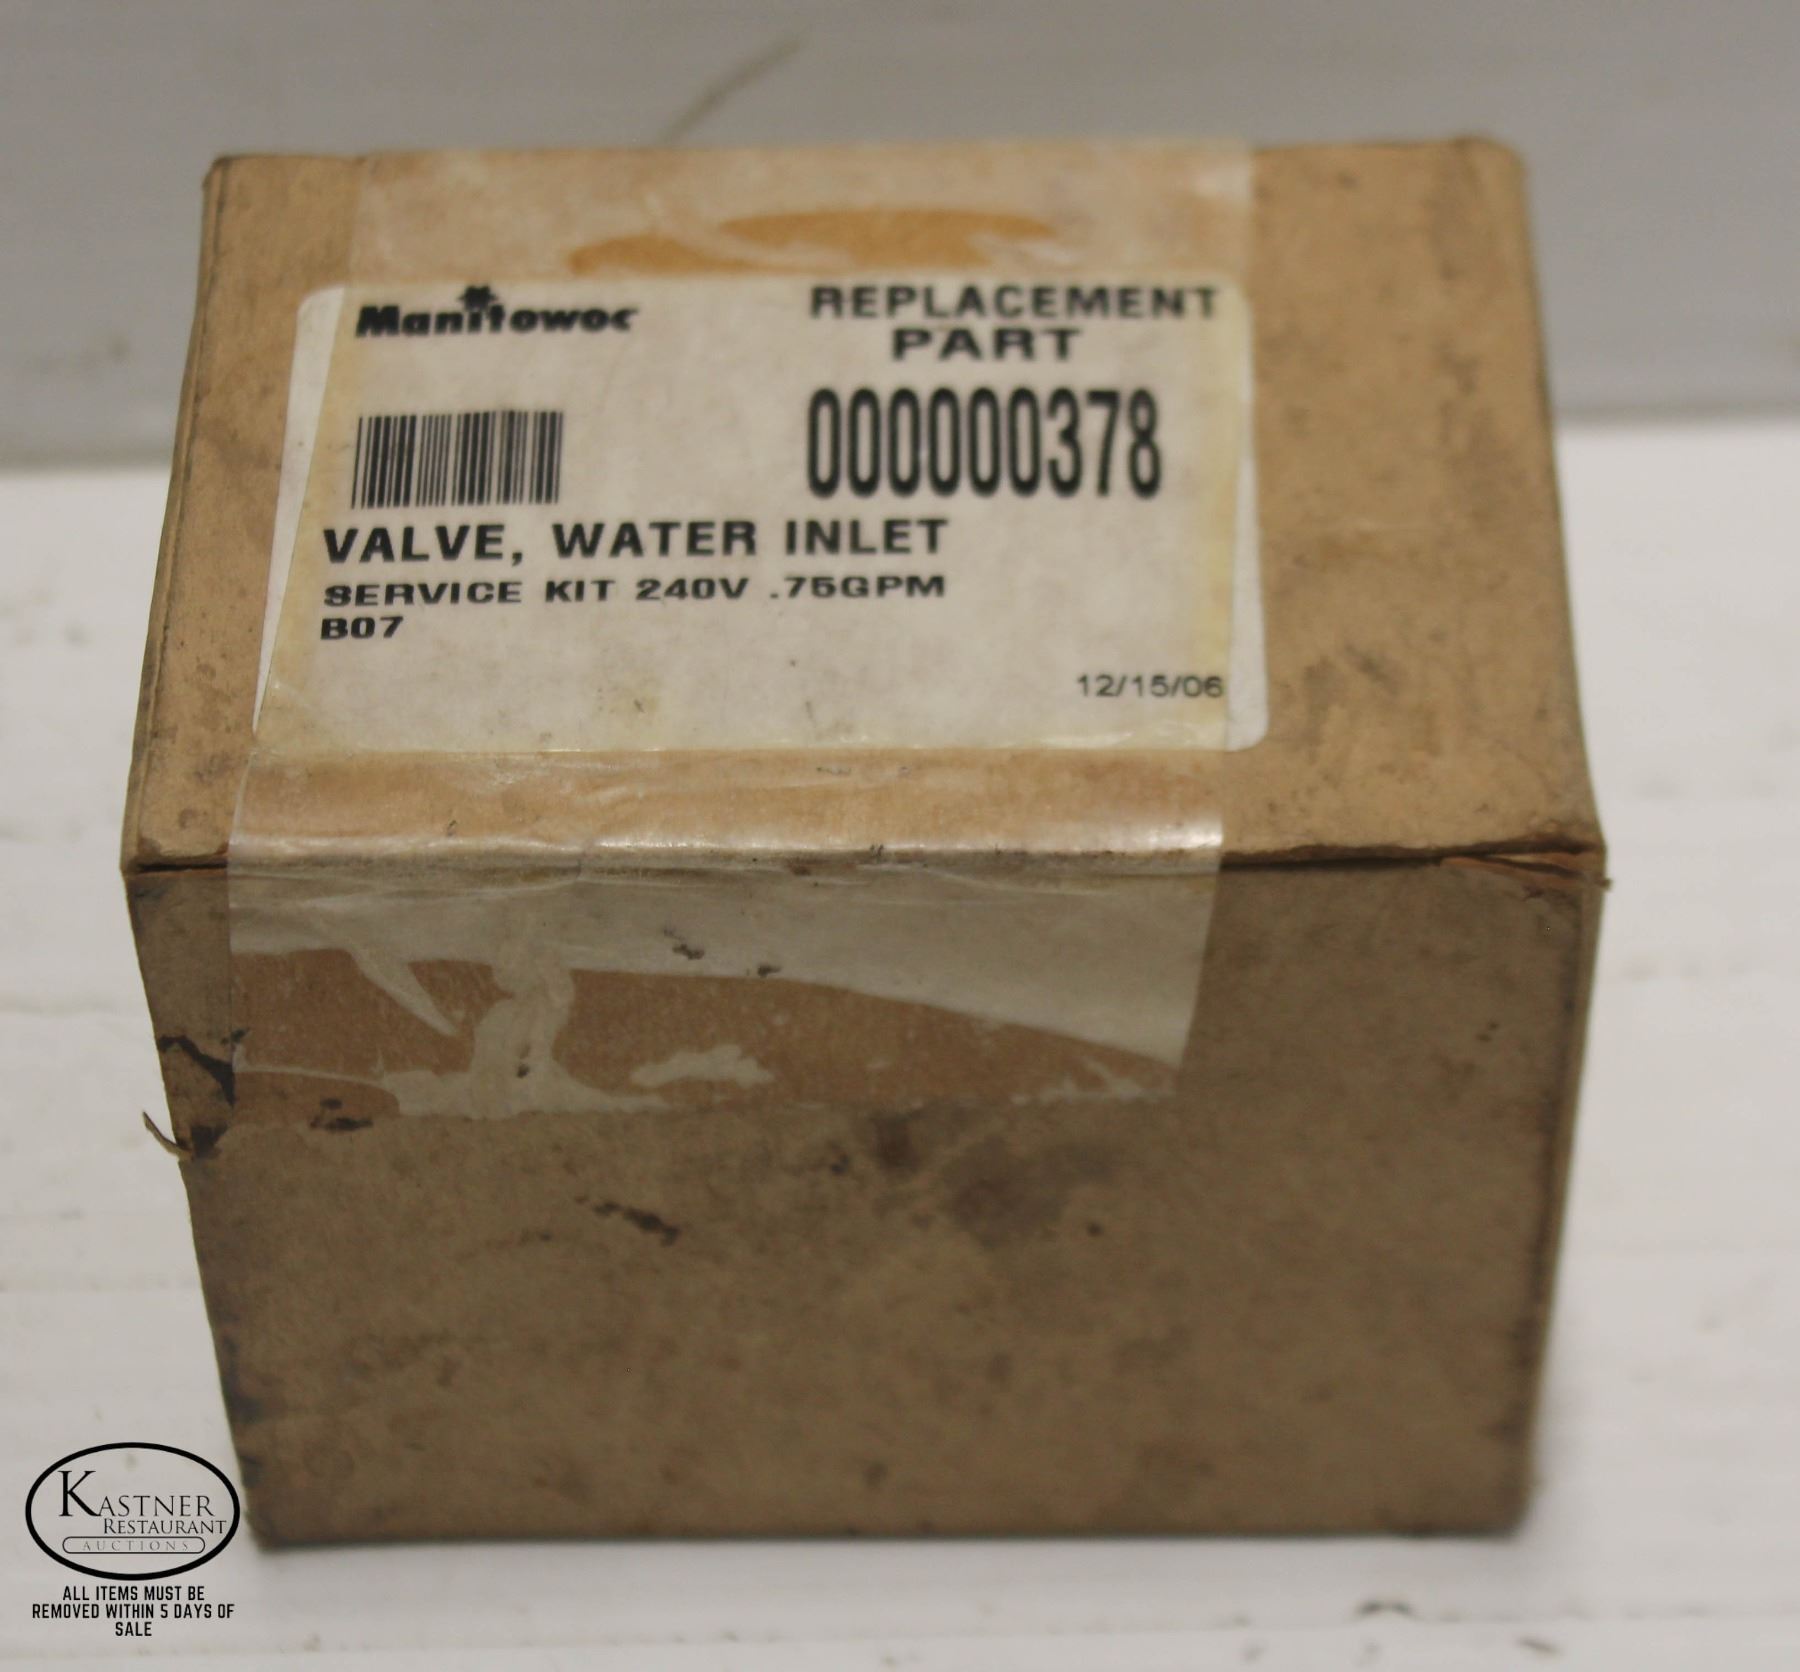 Manitowoc
REPLACEMENT
PART
000000378
VALVE, WATER INLET
SERVICE KIT 240V .75GPM
B07
12/15/06
KASTNER
RESTAURANT
AUCTIONS
ALL ITEMS MUST BE
REMOVED WITHIN 5 DAYS OF
SALE